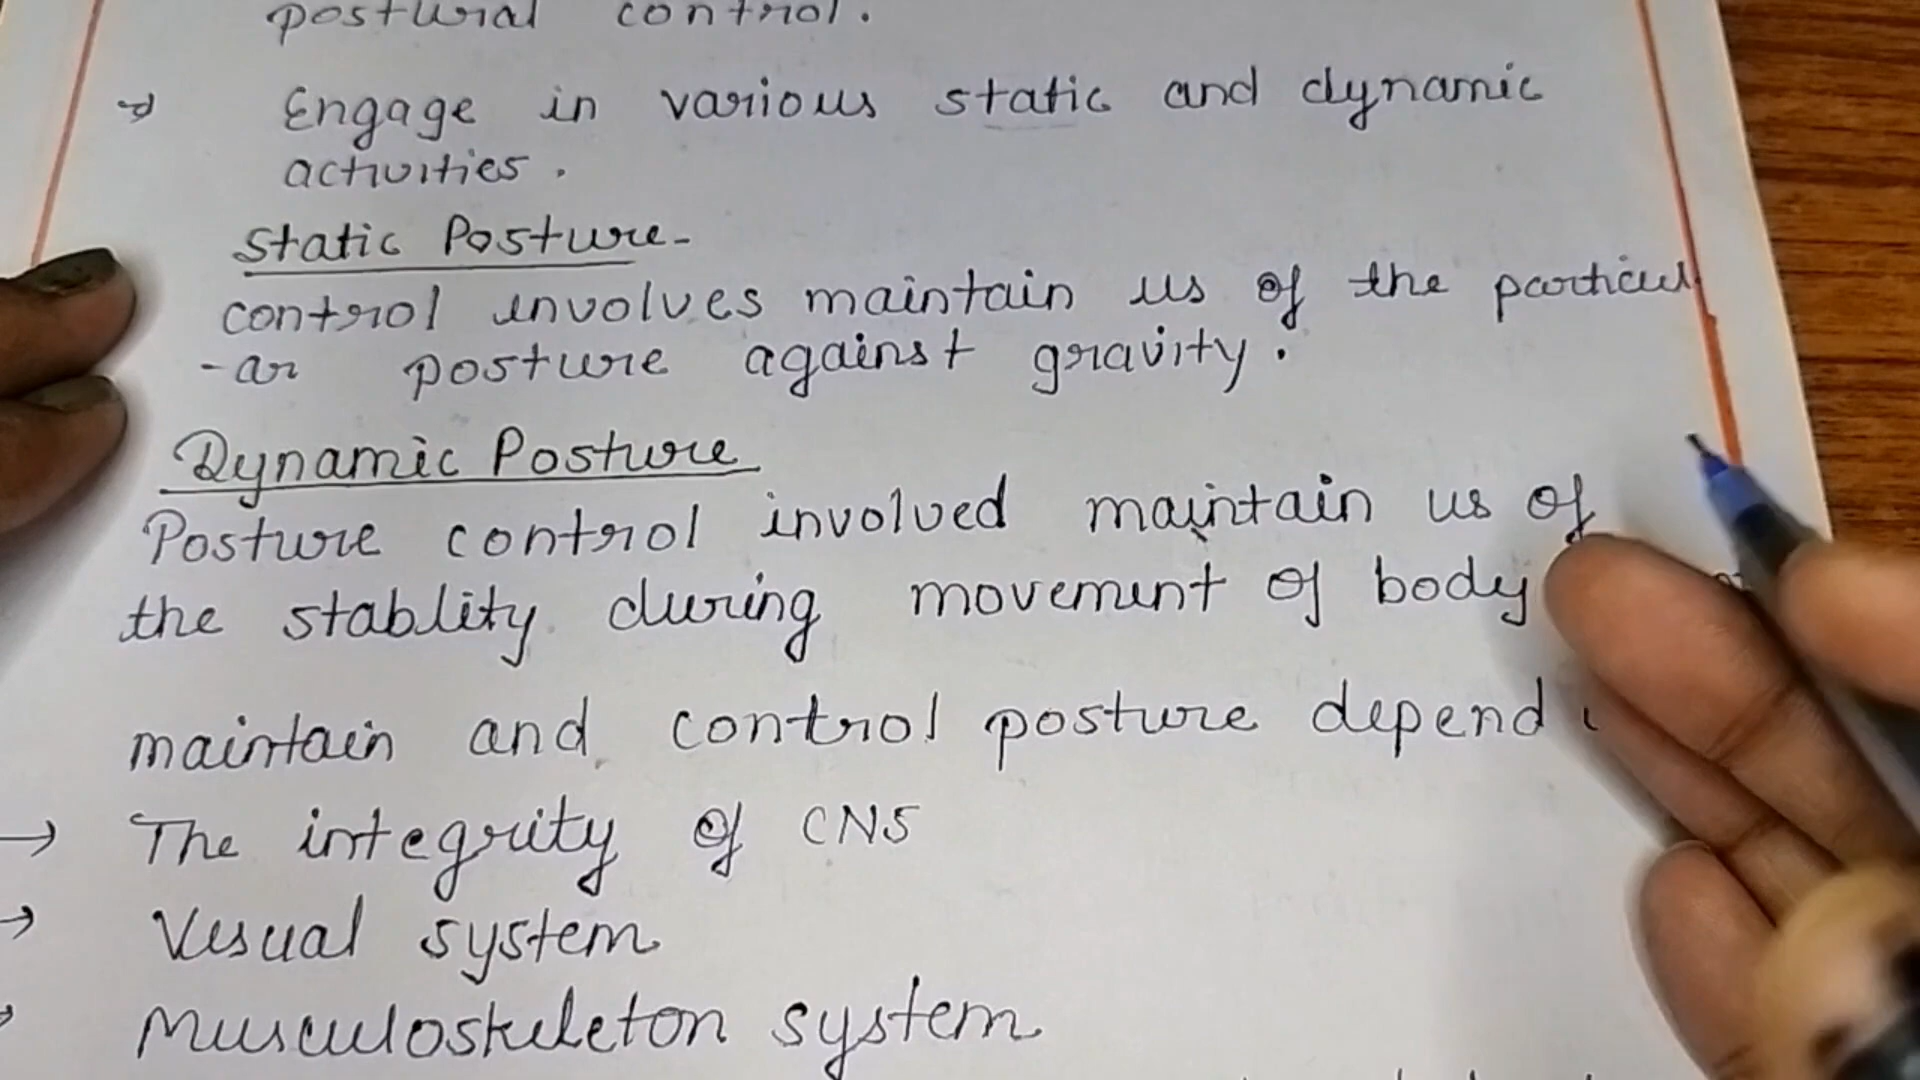 postural control.
Engage in various static and dynamic
activities.
Static Posture-
control involves maintain us of the particul
-ar posture against gravity.
Dynamic Posture
Posture control involved maintain us of
the stablity during movement of body
maintain and control posture depend
→ The integrity of CNS
→ Visual system
Musculoskeleton system